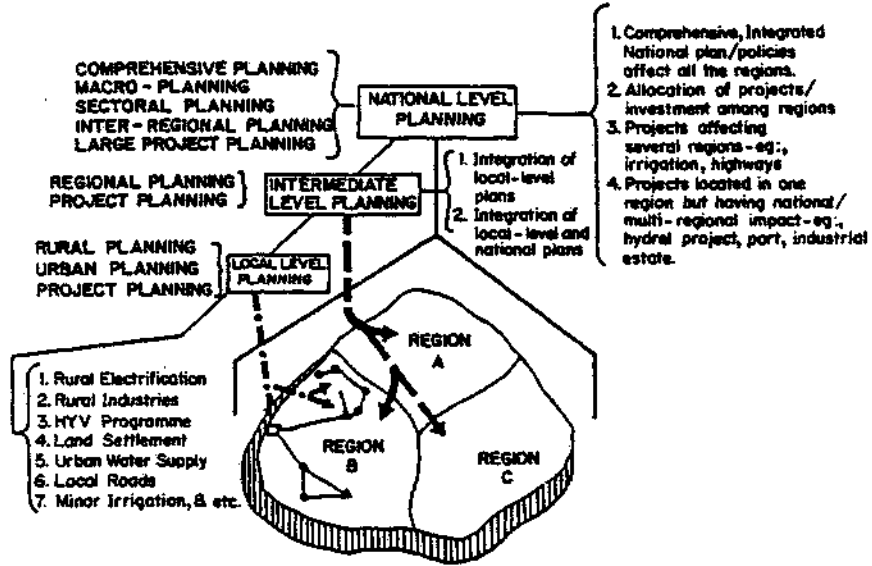 COMPREHENSIVE PLANNING
MACRO - PLANNING
SECTORAL PLANNING
INTER - REGIONAL PLANNING
LARGE PROJECT PLANNING
NATIONAL LEVEL
PLANNING
1. Comprehensive, Integrated
National plan/policies
affect all the regions.
2. Allocation of projects/
investment among regions
3. Projects affecting
several regions-eg:,
irrigation, highways
4. Projects located in one
region but having national/
multi-regional impact-eg:,
hydrel project, port, industrial
estate.
REGIONAL PLANNING
PROJECT PLANNING
INTERMEDIATE
LEVEL PLANNING
1. Integration of
local-level
plans
2. Integration of
local-level and
national plans
RURAL PLANNING
URBAN PLANNING
PROJECT PLANNING
LOCAL LEVEL
PLANNING
1. Rural Electrification
2. Rural Industries
3. HYV Programme
4. Land Settlement
5. Urban Water Supply
6. Local Roads
7. Minor Irrigation, & etc.
REGION
A
REGION
B
REGION
C